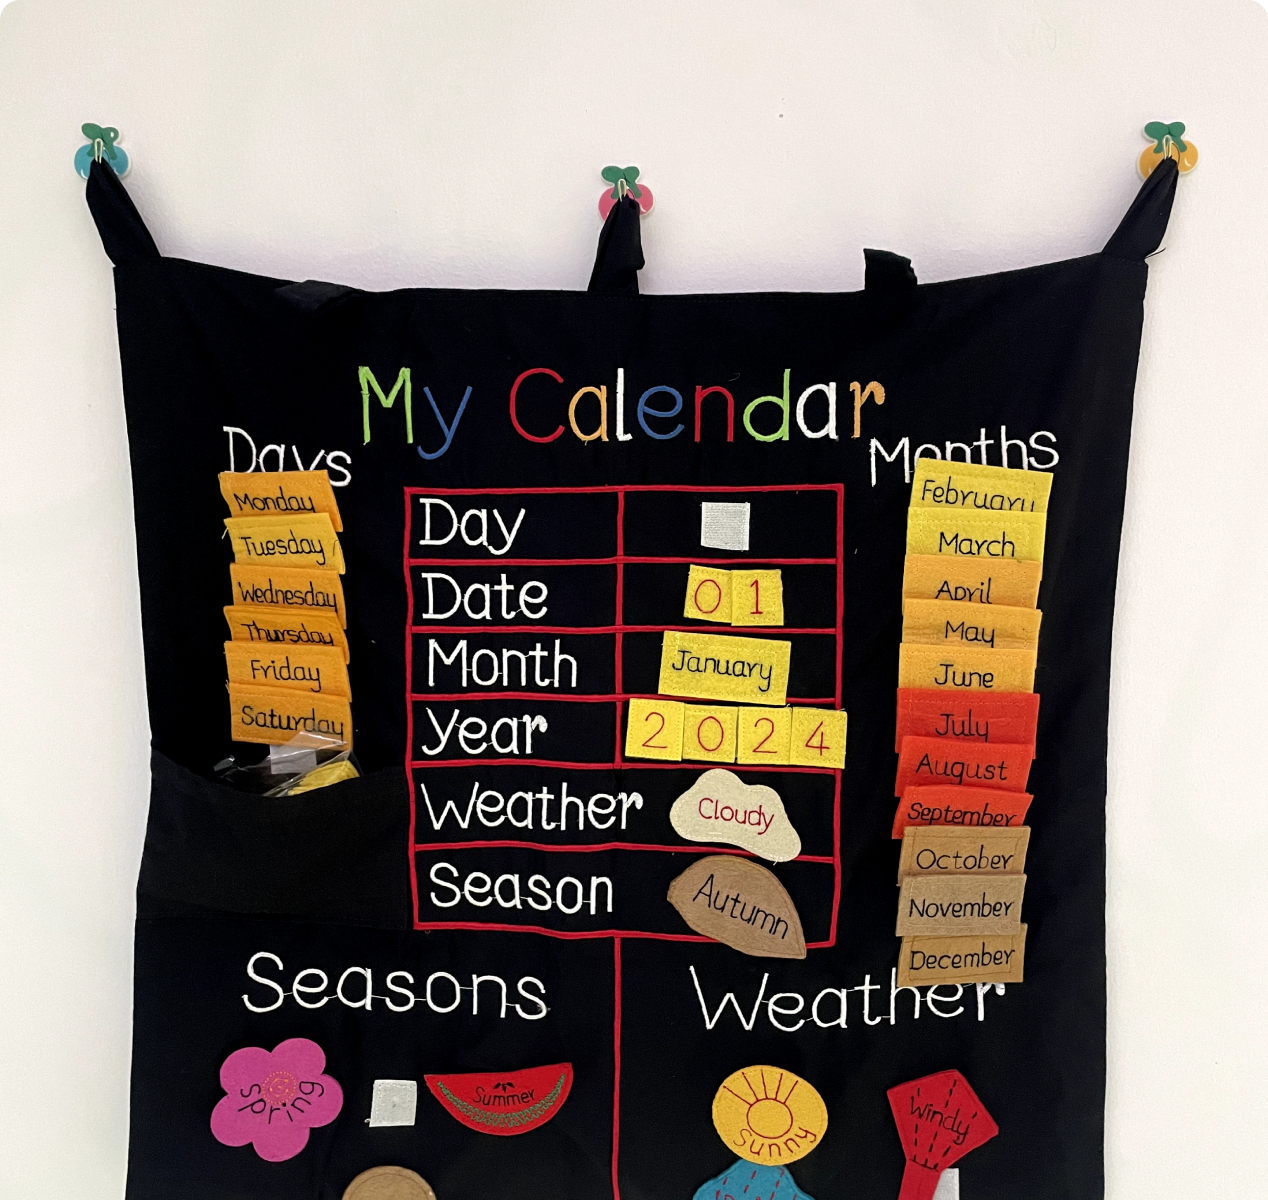 My Calendar
Days
Monday
Tuesday
Wednesday
Thursday
Friday
Saturday
Day
Date 01
Month January
Year 2024
Weather Cloudy
Season Autumn
Months
February
March
April
May
June
July
August
September
October
November
December
Seasons
Spring
Summer
Weather
Sunny
Windy